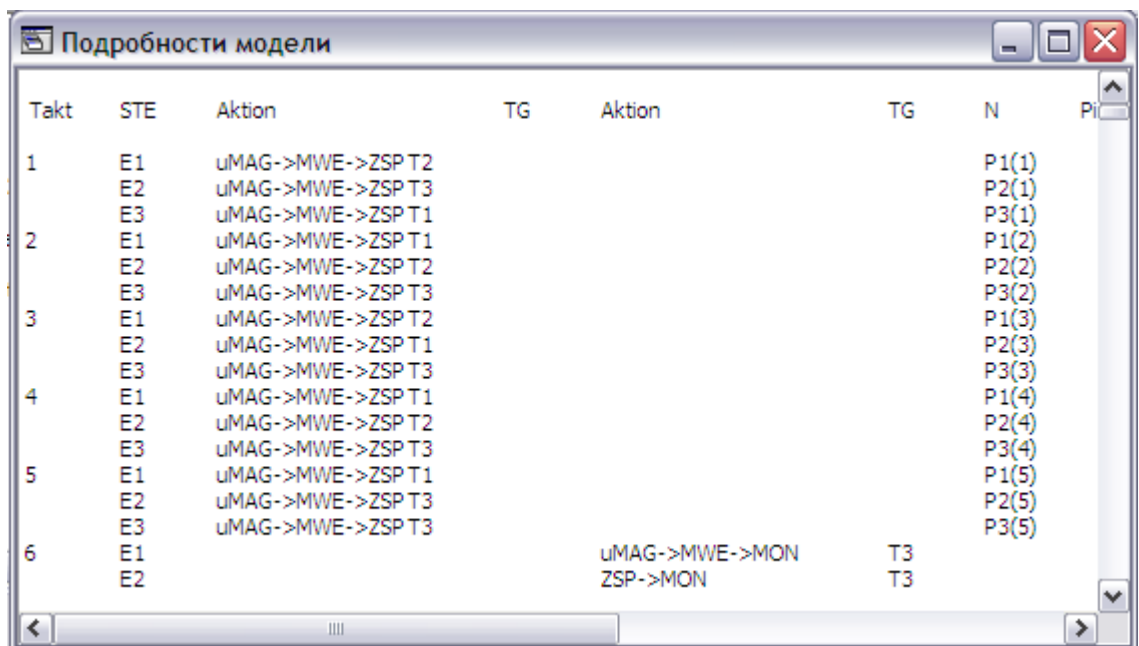 Подробности модели
Takt STE Aktion TG Aktion TG N Pi
1 E1 uMAG->MWE->ZSP T2 P1(1)
E2 uMAG->MWE->ZSP T3 P2(1)
E3 uMAG->MWE->ZSP T1 P3(1)
2 E1 uMAG->MWE->ZSP T1 P1(2)
E2 uMAG->MWE->ZSP T2 P2(2)
E3 uMAG->MWE->ZSP T3 P3(2)
3 E1 uMAG->MWE->ZSP T2 P1(3)
E2 uMAG->MWE->ZSP T1 P2(3)
E3 uMAG->MWE->ZSP T3 P3(3)
4 E1 uMAG->MWE->ZSP T1 P1(4)
E2 uMAG->MWE->ZSP T2 P2(4)
E3 uMAG->MWE->ZSP T3 P3(4)
5 E1 uMAG->MWE->ZSP T1 P1(5)
E2 uMAG->MWE->ZSP T3 P2(5)
E3 uMAG->MWE->ZSP T3 P3(5)
6 E1 uMAG->MWE->MON T3
E2 ZSP->MON T3